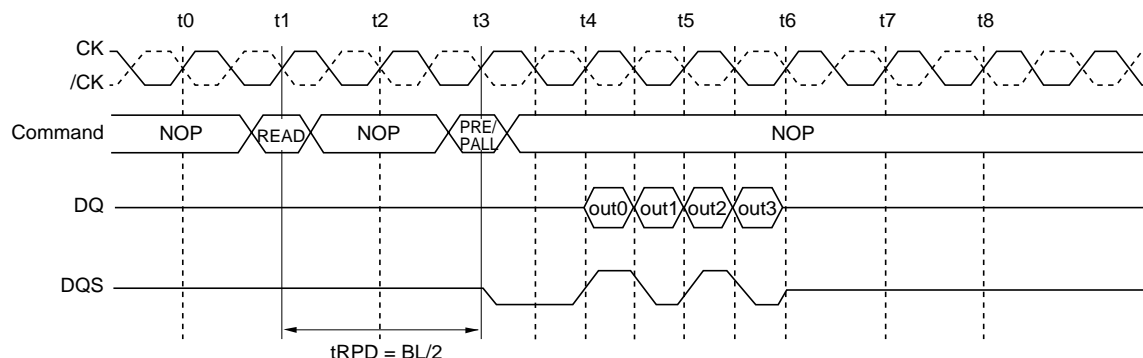 t0 t1 t2 t3 t4 t5 t6 t7 t8
CK
/CK
Command NOP READ NOP PRE/ PALL NOP
DQ out0 out1 out2 out3
DQS
tRPD = BL/2